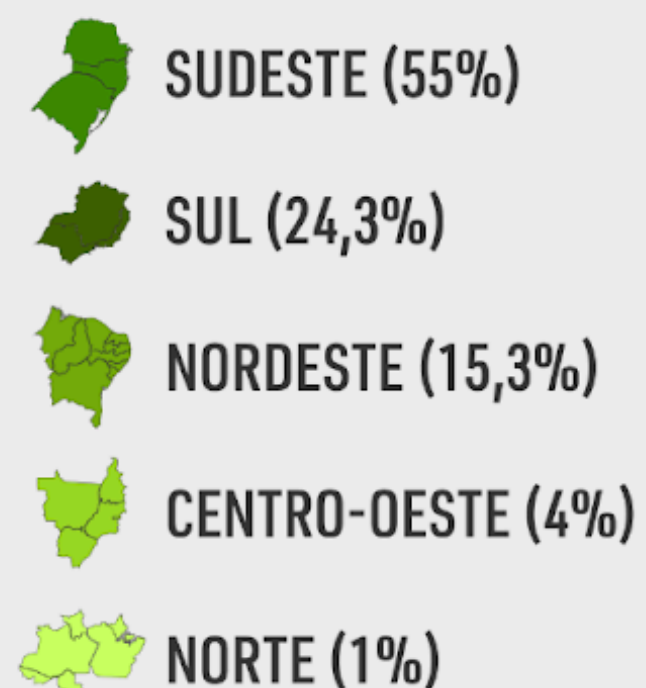 SUDESTE (55%)
SUL (24,3%)
NORDESTE (15,3%)
CENTRO-OESTE (4%)
NORTE (1%)